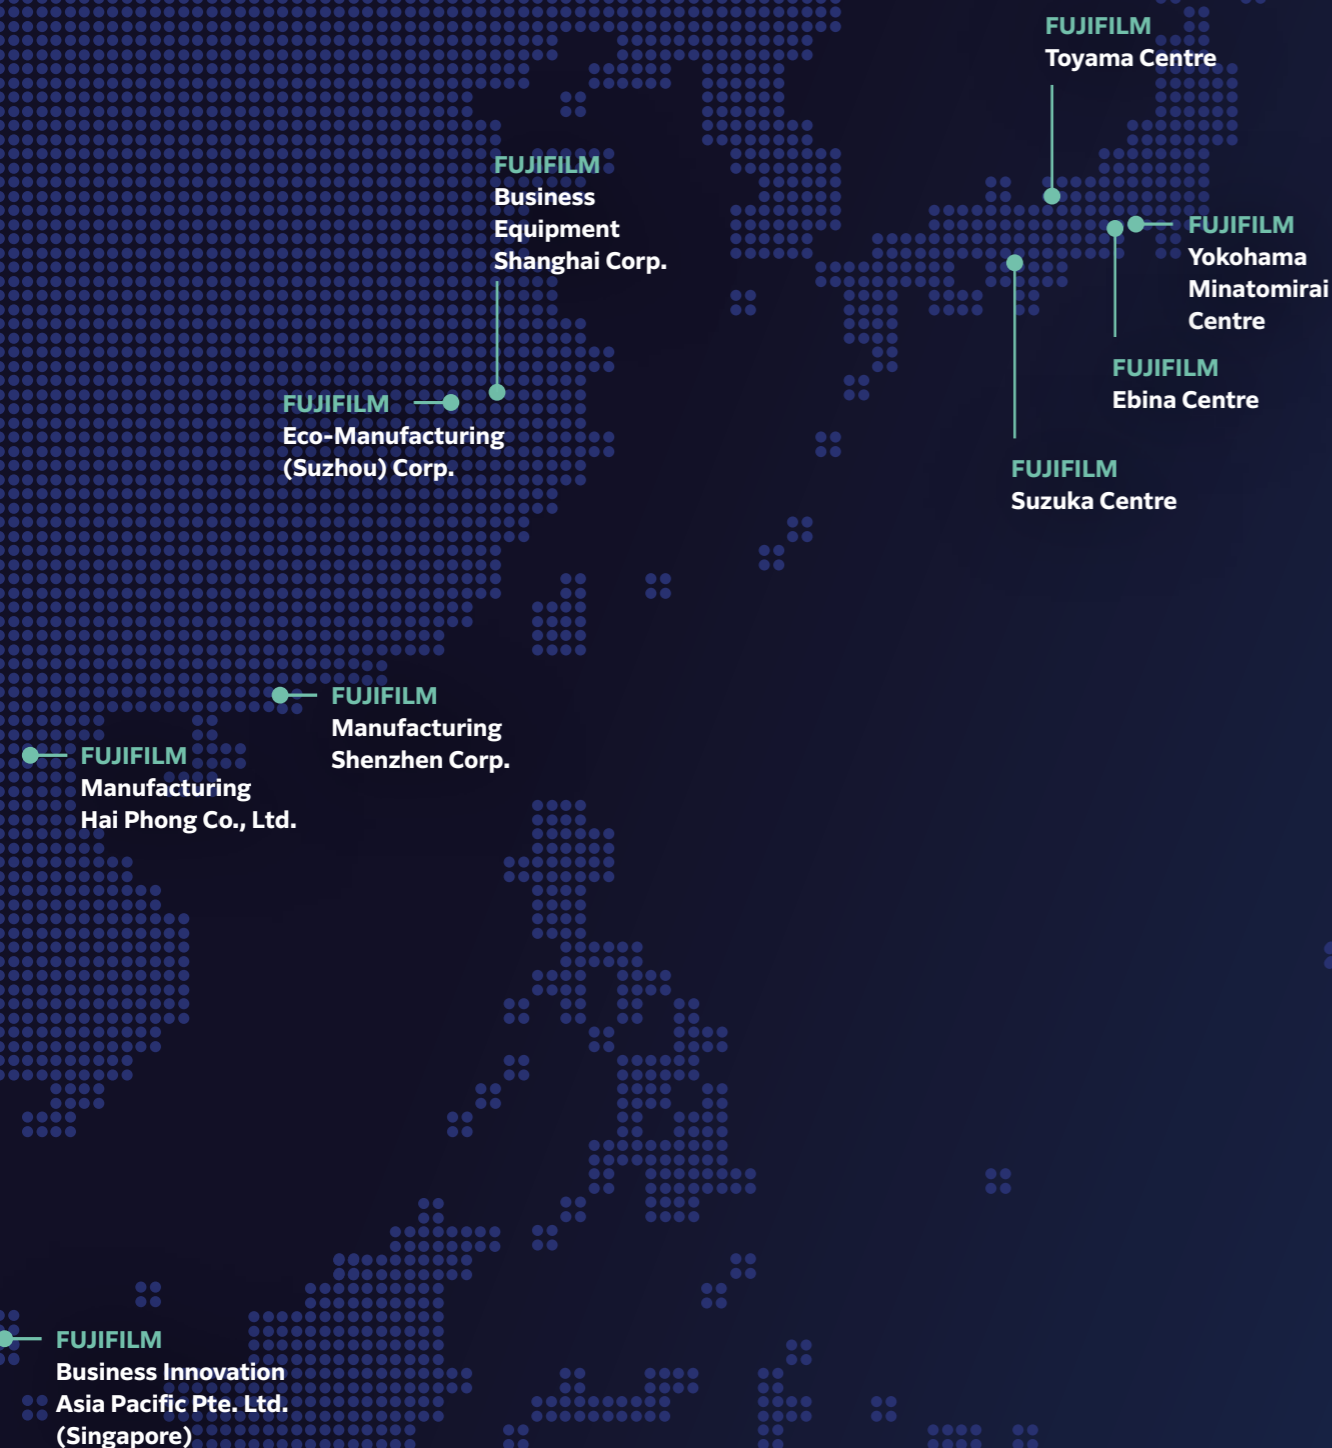 FUJIFILM
Toyama Centre
FUJIFILM
Business
Equipment
Shanghai Corp.
FUJIFILM
Yokohama
Minatomirai
Centre
FUJIFILM
Ebina Centre
FUJIFILM
Eco-Manufacturing
(Suzhou) Corp.
FUJIFILM
Suzuka Centre
FUJIFILM
Manufacturing
Shenzhen Corp.
FUJIFILM
Manufacturing
Hai Phong Co., Ltd.
FUJIFILM
Business Innovation
Asia Pacific Pte. Ltd.
(Singapore)